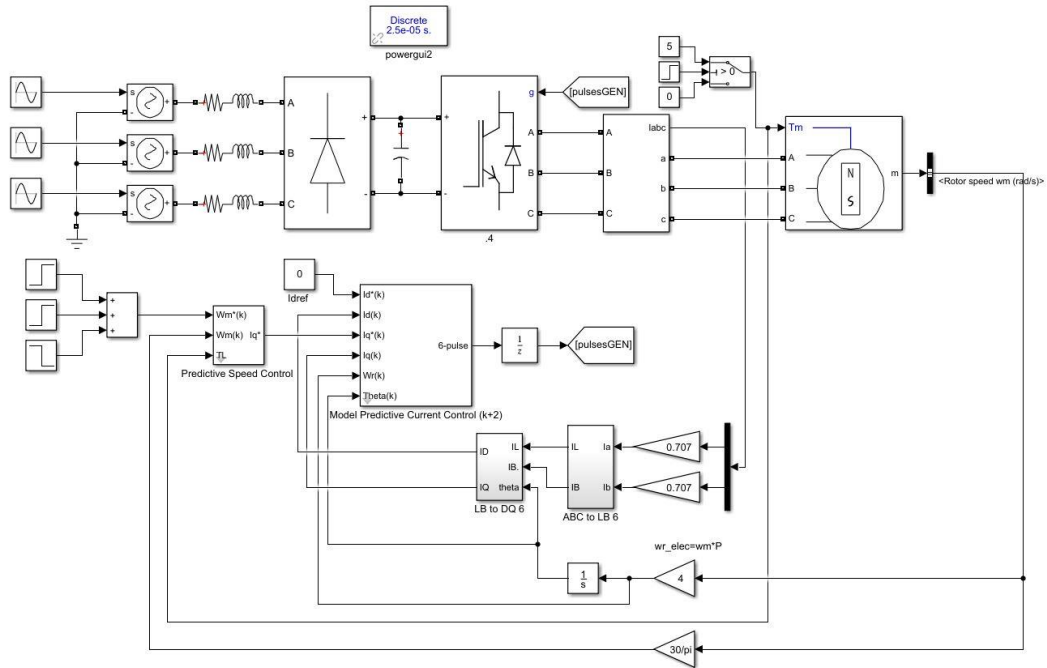 Discrete
2.5e-05 s.
powergui2
s
-
+
s
-
+
s
-
+
A
B
C
+
-
+
-
g
A
B
C
.4
[pulsesGEN]
A
B
C
Iabc
a
b
c
5
> 0
0
Tm
A
B
C
N
S
m
<Rotor speed wm (rad/s)>
+
+
+
Wm*(k)
Wm(k)
TL
Iq*
Predictive Speed Control
0
Idref
Id*(k)
Id(k)
Iq*(k)
Iq(k)
Wr(k)
Theta(k)
6-pulse
Model Predictive Current Control (k+2)
1
z
[pulsesGEN]
ID
IQ
IL
IB.
theta
LB to DQ 6
IL
IB
Ia
Ib
ABC to LB 6
0.707
0.707
wr_elec=wm*P
1
s
4
30/pi